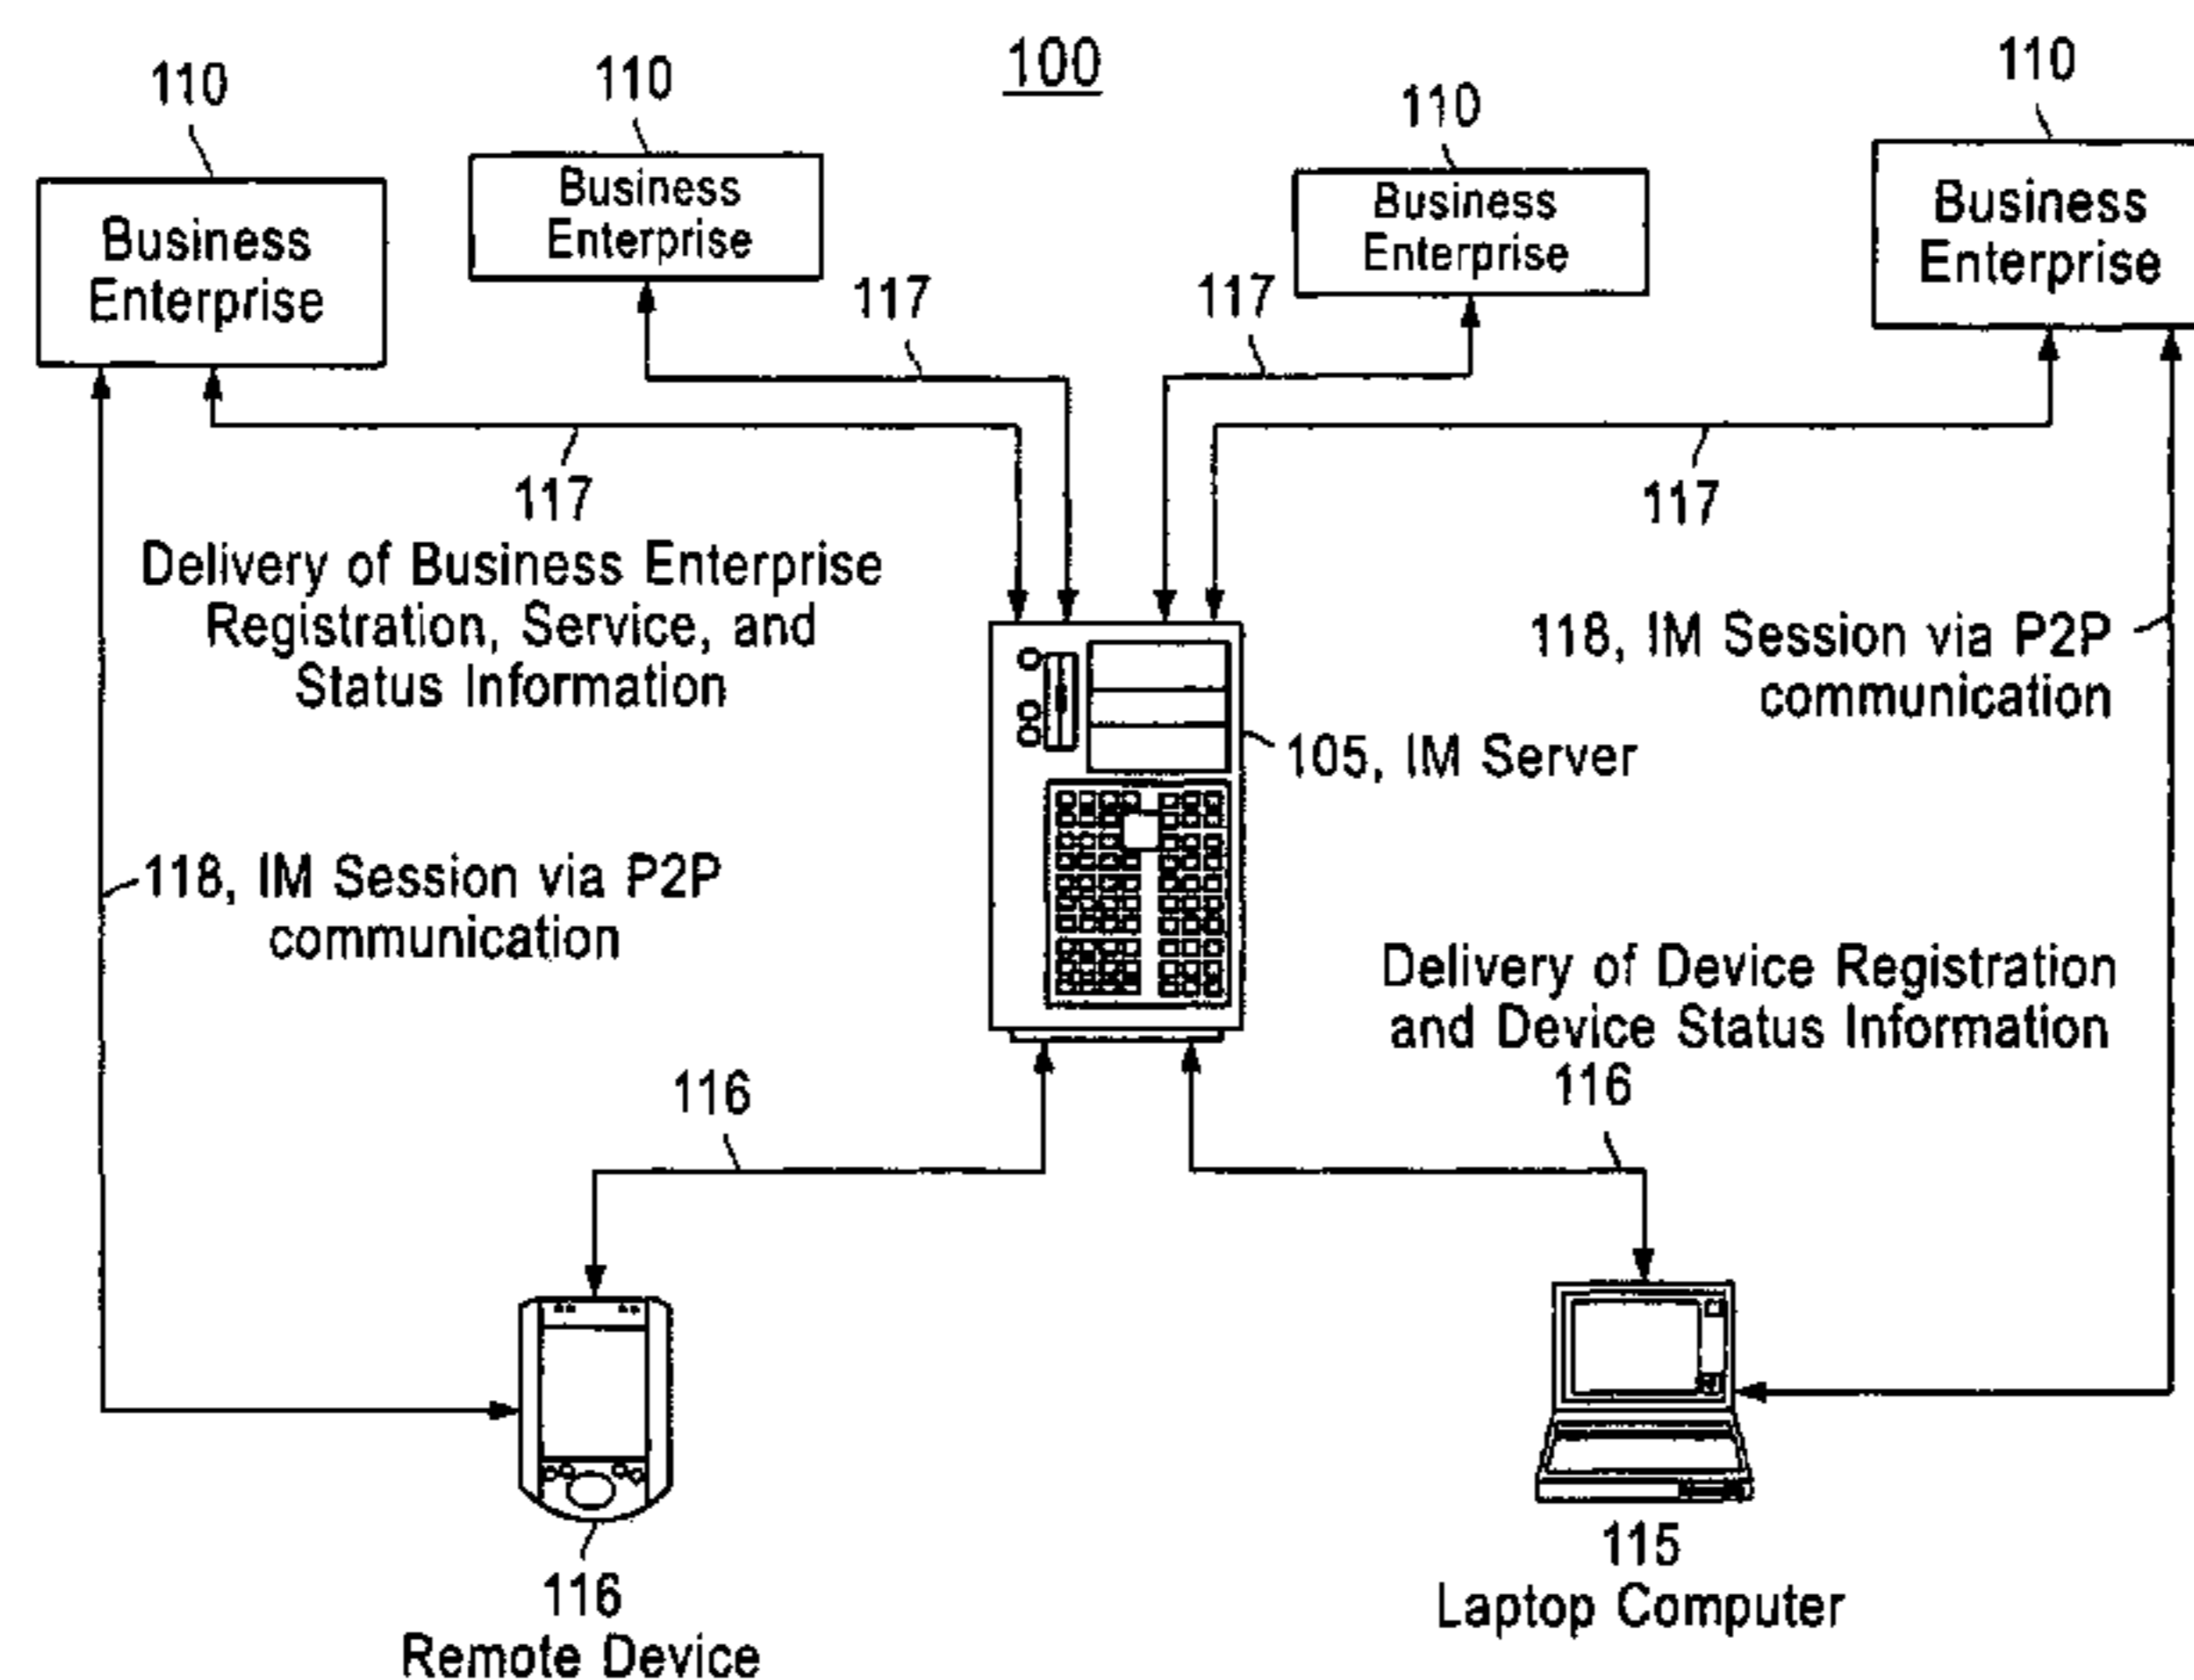 100
110
110
110
110
Business
Enterprise
Business
Enterprise
Business
Enterprise
Business
Enterprise
117
117
117
Delivery of Business Enterprise
Registration, Service, and
Status Information
117
118, IM Session via P2P
communication
105, IM Server
118, IM Session via P2P
communication
Delivery of Device Registration
and Device Status Information
116
116
116
Remote Device
115
Laptop Computer